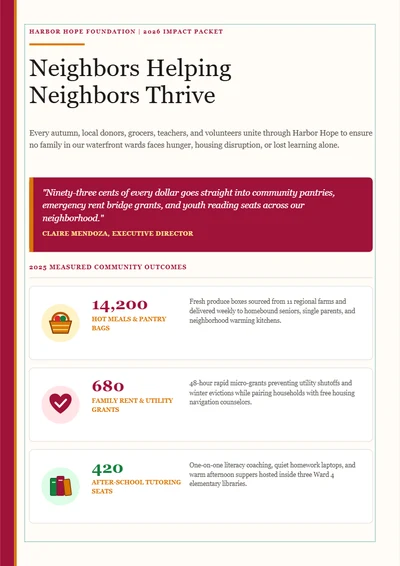 HARBOR HOPE FOUNDATION | 2026 IMPACT PACKET
Neighbors Helping
Neighbors Thrive
Every autumn, local donors, grocers, teachers, and volunteers unite through Harbor Hope to ensure
no family in our waterfront wards faces hunger, housing disruption, or lost learning alone.
"Ninety-three cents of every dollar goes straight into community pantries,
emergency rent bridge grants, and youth reading seats across our
neighborhood."
CLAIRE MENDOZA, EXECUTIVE DIRECTOR
2025 MEASURED COMMUNITY OUTCOMES
14,200
HOT MEALS & PANTRY
BAGS
Fresh produce boxes sourced from 11 regional farms and
delivered weekly to homebound seniors, single parents, and
neighborhood warming kitchens.
680
FAMILY RENT & UTILITY
GRANTS
48-hour rapid micro-grants preventing utility shutoffs and
winter evictions while pairing households with free housing
navigation counselors.
420
AFTER-SCHOOL TUTORING
SEATS
One-on-one literacy coaching, quiet homework laptops, and
warm afternoon suppers hosted inside three Ward 4
elementary libraries.